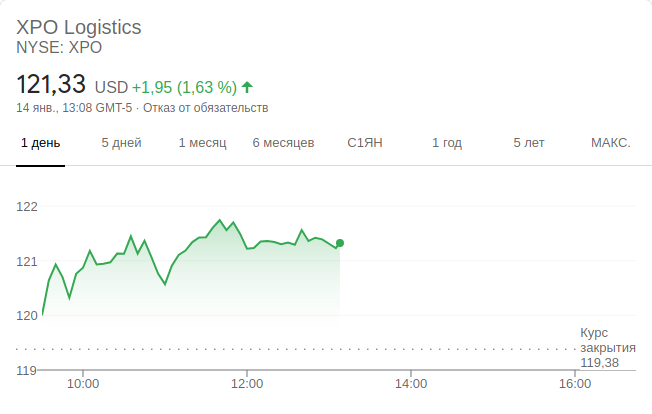 XPO Logistics
NYSE: XPO
121,33 USD +1,95 (1,63 %)
14 янв., 13:08 GMT-5 · Отказ от обязательств
1 день 5 дней 1 месяц 6 месяцев С1ЯН 1 год 5 лет МАКС.
122
121
120
Курс
закрытия
119,38
119
10:00 12:00 14:00 16:00